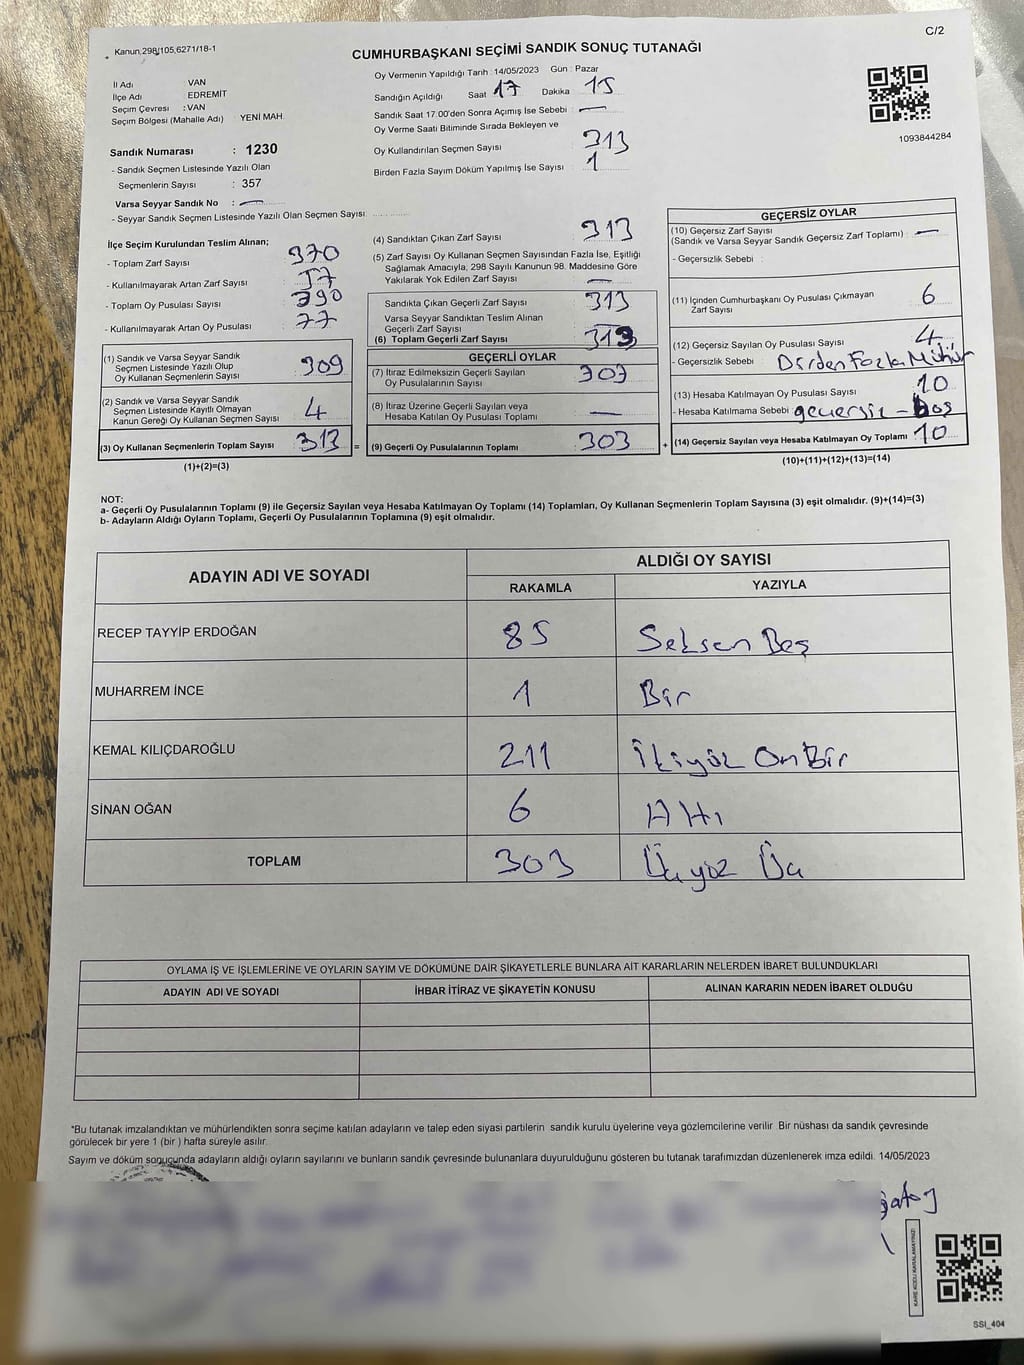 Kanun,298/105,6271/18-1
C/2
CUMHURBAŞKANI SEÇİMİ SANDIK SONUÇ TUTANAĞI
İl Adı VAN
İlçe Adı EDREMİT
Seçim Çevresi : VAN
Seçim Bölgesi (Mahalle Adı) YENİ MAH.
Oy Vermenin Yapıldığı Tarih : 14/05/2023 Gün : Pazar
Sandığın Açıldığı Saat 17 Dakika 15
Sandık Saat 17:00'den Sonra Açımış İse Sebebi : —
Oy Verme Saati Bitiminde Sırada Bekleyen ve
Oy Kullandırılan Seçmen Sayısı 313
Birden Fazla Sayım Döküm Yapılmış İse Sayısı 1
1093844284
Sandık Numarası : 1230
- Sandık Seçmen Listesinde Yazılı Olan
Seçmenlerin Sayısı : 357
Varsa Seyyar Sandık No : —
- Seyyar Sandık Seçmen Listesinde Yazılı Olan Seçmen Sayısı
İlçe Seçim Kurulundan Teslim Alınan;
- Toplam Zarf Sayısı 370
- Kullanılmayarak Artan Zarf Sayısı : 57
- Toplam Oy Pusulası Sayısı : 390
- Kullanılmayarak Artan Oy Pusulası : 77
(1) Sandık ve Varsa Seyyar Sandık
Seçmen Listesinde Yazılı Olup
Oy Kullanan Seçmenlerin Sayısı 309
(2) Sandık ve Varsa Seyyar Sandık
Seçmen Listesinde Kayıtlı Olmayan
Kanun Gereği Oy Kullanan Seçmen Sayısı 4
(3) Oy Kullanan Seçmenlerin Toplam Sayısı 313 =
(1)+(2)=(3)
(4) Sandıktan Çıkan Zarf Sayısı 313
(5) Zarf Sayısı Oy Kullanan Seçmen Sayısından Fazla İse, Eşitliği
Sağlamak Amacıyla, 298 Sayılı Kanunun 98. Maddesine Göre
Yakılarak Yok Edilen Zarf Sayısı —
Sandıkta Çıkan Geçerli Zarf Sayısı 313
Varsa Seyyar Sandıktan Teslim Alınan
Geçerli Zarf Sayısı —
(6) Toplam Geçerli Zarf Sayısı 313
GEÇERLİ OYLAR
(7) İtiraz Edilmeksizin Geçerli Sayılan
Oy Pusulalarının Sayısı 303
(8) İtiraz Üzerine Geçerli Sayılan veya
Hesaba Katılan Oy Pusulası Toplamı —
(9) Geçerli Oy Pusulalarının Toplamı 303 +
GEÇERSİZ OYLAR
(10) Geçersiz Zarf Sayısı
(Sandık ve Varsa Seyyar Sandık Geçersiz Zarf Toplamı) : —
- Geçersizlik Sebebi :
(11) İçinden Cumhurbaşkanı Oy Pusulası Çıkmayan
Zarf Sayısı 6
(12) Geçersiz Sayılan Oy Pusulası Sayısı 4
- Geçersizlik Sebebi : Birden Fazla Mühür
(13) Hesaba Katılmayan Oy Pusulası Sayısı : 10
- Hesaba Katılmama Sebebi : geçersiz - boş
(14) Geçersiz Sayılan veya Hesaba Katılmayan Oy Toplamı : 10
(10)+(11)+(12)+(13)=(14)
NOT:
a- Geçerli Oy Pusulalarının Toplamı (9) ile Geçersiz Sayılan veya Hesaba Katılmayan Oy Toplamı (14) Toplamları, Oy Kullanan Seçmenlerin Toplam Sayısına (3) eşit olmalıdır. (9)+(14)=(3)
b- Adayların Aldığı Oyların Toplamı, Geçerli Oy Pusulalarının Toplamına (9) eşit olmalıdır.
ADAYIN ADI VE SOYADI ALDIĞI OY SAYISI
RAKAMLA YAZIYLA
RECEP TAYYİP ERDOĞAN 85 Seksen Beş
MUHARREM İNCE 1 Bir
KEMAL KILIÇDAROĞLU 211 İkiyüz On Bir
SİNAN OĞAN 6 Altı
TOPLAM 303 Üçyüz Üç
OYLAMA İŞ VE İŞLEMLERİNE VE OYLARIN SAYIM VE DÖKÜMÜNE DAİR ŞİKAYETLERLE BUNLARA AİT KARARLARIN NELERDEN İBARET BULUNDUKLARI
ADAYIN ADI VE SOYADI İHBAR İTİRAZ VE ŞİKAYETİN KONUSU ALINAN KARARIN NEDEN İBARET OLDUĞU
*Bu tutanak imzalandıktan ve mühürlendikten sonra seçime katılan adayların ve talep eden siyasi partilerin sandık kurulu üyelerine veya gözlemcilerine verilir Bir nüshası da sandık çevresinde
görülecek bir yere 1 (bir ) hafta süreyle asılır.
Sayım ve döküm sonucunda adayların aldığı oyların sayılarını ve bunların sandık çevresinde bulunanlara duyurulduğunu gösteren bu tutanak tarafımızdan düzenlenerek imza edildi. 14/05/2023
KARE KODU KARALAMAYINIZ!
SSI_404